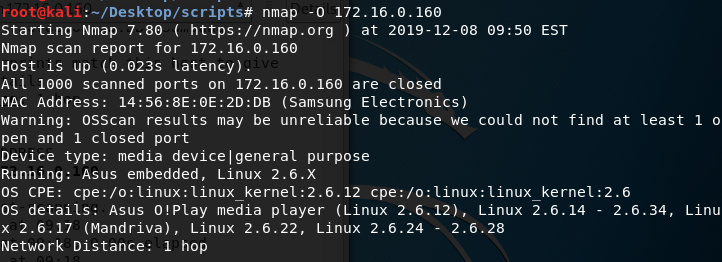 root@kali:~/Desktop/scripts# nmap -O 172.16.0.160
Starting Nmap 7.80 ( https://nmap.org ) at 2019-12-08 09:50 EST
Nmap scan report for 172.16.0.160
Host is up (0.023s latency).
All 1000 scanned ports on 172.16.0.160 are closed
MAC Address: 14:56:8E:0E:2D:DB (Samsung Electronics)
Warning: OSScan results may be unreliable because we could not find at least 1 o
pen and 1 closed port
Device type: media device|general purpose
Running: Asus embedded, Linux 2.6.X
OS CPE: cpe:/o:linux:linux_kernel:2.6.12 cpe:/o:linux:linux_kernel:2.6
OS details: Asus O!Play media player (Linux 2.6.12), Linux 2.6.14 - 2.6.34, Linu
x 2.6.17 (Mandriva), Linux 2.6.22, Linux 2.6.24 - 2.6.28
Network Distance: 1 hop